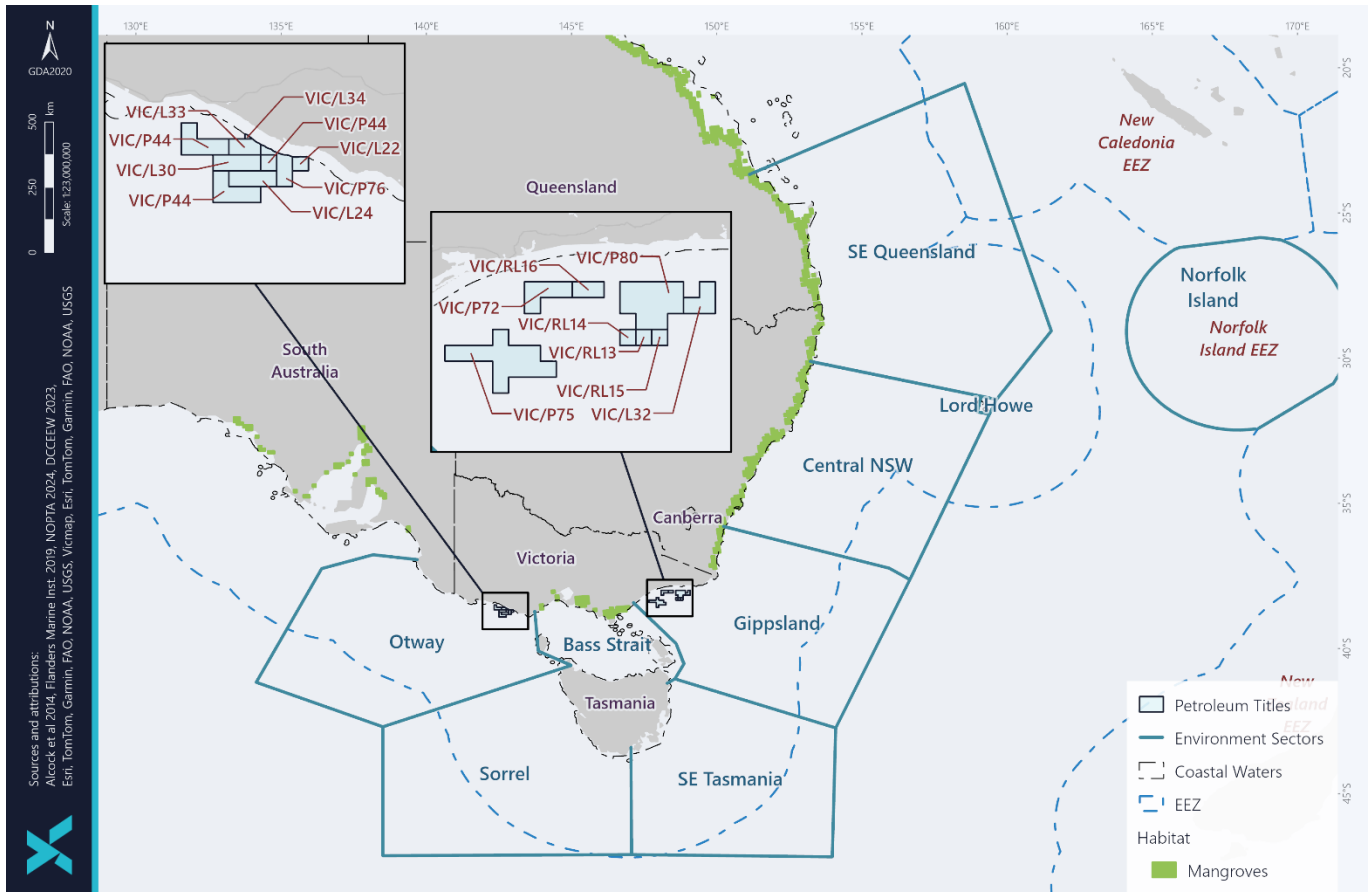 130°E
135°E
140°E
145°E
150°E
155°E
160°E
165°E
170°E
20°S
25°S
30°S
35°S
40°S
45°S
N
GDA2020
km
500
250
0
Scale: 1:23,000,000
Sources and attributions:
Alcock et al 2014, Flanders Marine Inst. 2019, NOPTA 2024, DCCEEW 2023,
Esri, TomTom, Garmin, FAO, NOAA, USGS, Vicmap, Esri, TomTom, Garmin, FAO, NOAA, USGS
VIC/L34
VIC/L33
VIC/P44
VIC/P44
VIC/L22
VIC/L30
VIC/P76
VIC/P44
VIC/L24
VIC/P80
VIC/RL16
VIC/P72
VIC/RL14
VIC/RL13
VIC/RL15
VIC/P75
VIC/L32
Queensland
South
Australia
Victoria
Canberra
Tasmania
New
Caledonia
EEZ
SE Queensland
Norfolk
Island
Norfolk
Island EEZ
Lord Howe
Central NSW
Gippsland
Otway
Bass Strait
Sorrel
SE Tasmania
New
EEZ
Petroleum Titles
Environment Sectors
Coastal Waters
EEZ
Habitat
Mangroves